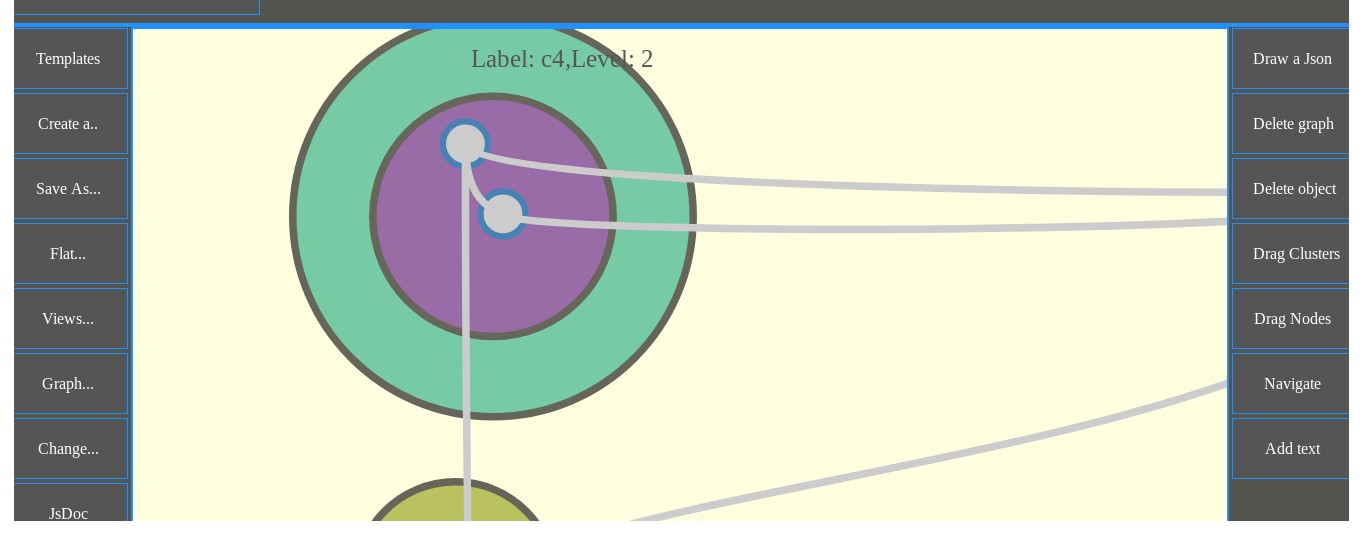 Label: c4,Level: 2
Templates
Create a..
Save As...
Flat...
Views...
Graph...
Change...
JsDoc
Draw a Json
Delete graph
Delete object
Drag Clusters
Drag Nodes
Navigate
Add text